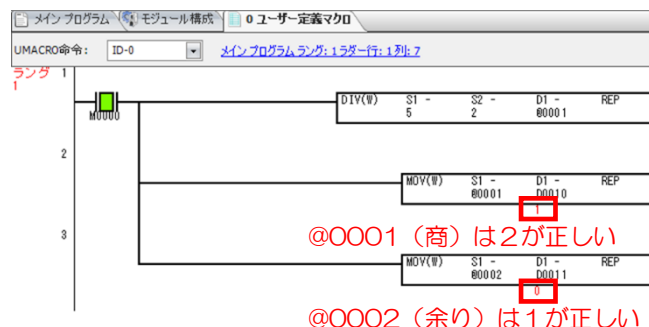 メイン プログラム モジュール構成 0 ユーザー定義マクロ
UMACRO命令: ID-0 メイン プログラム ラング: 1 ラダー行: 1 列: 7
ラング 1
1
M0000
DIV(W) S1 - S2 - D1 - REP
5 2 @0001
2
MOV(W) S1 - D1 - REP
@0001 D0010
1
3
@0001（商）は２が正しい
MOV(W) S1 - D1 - REP
@0002 D0011
0
@0002（余り）は１が正しい